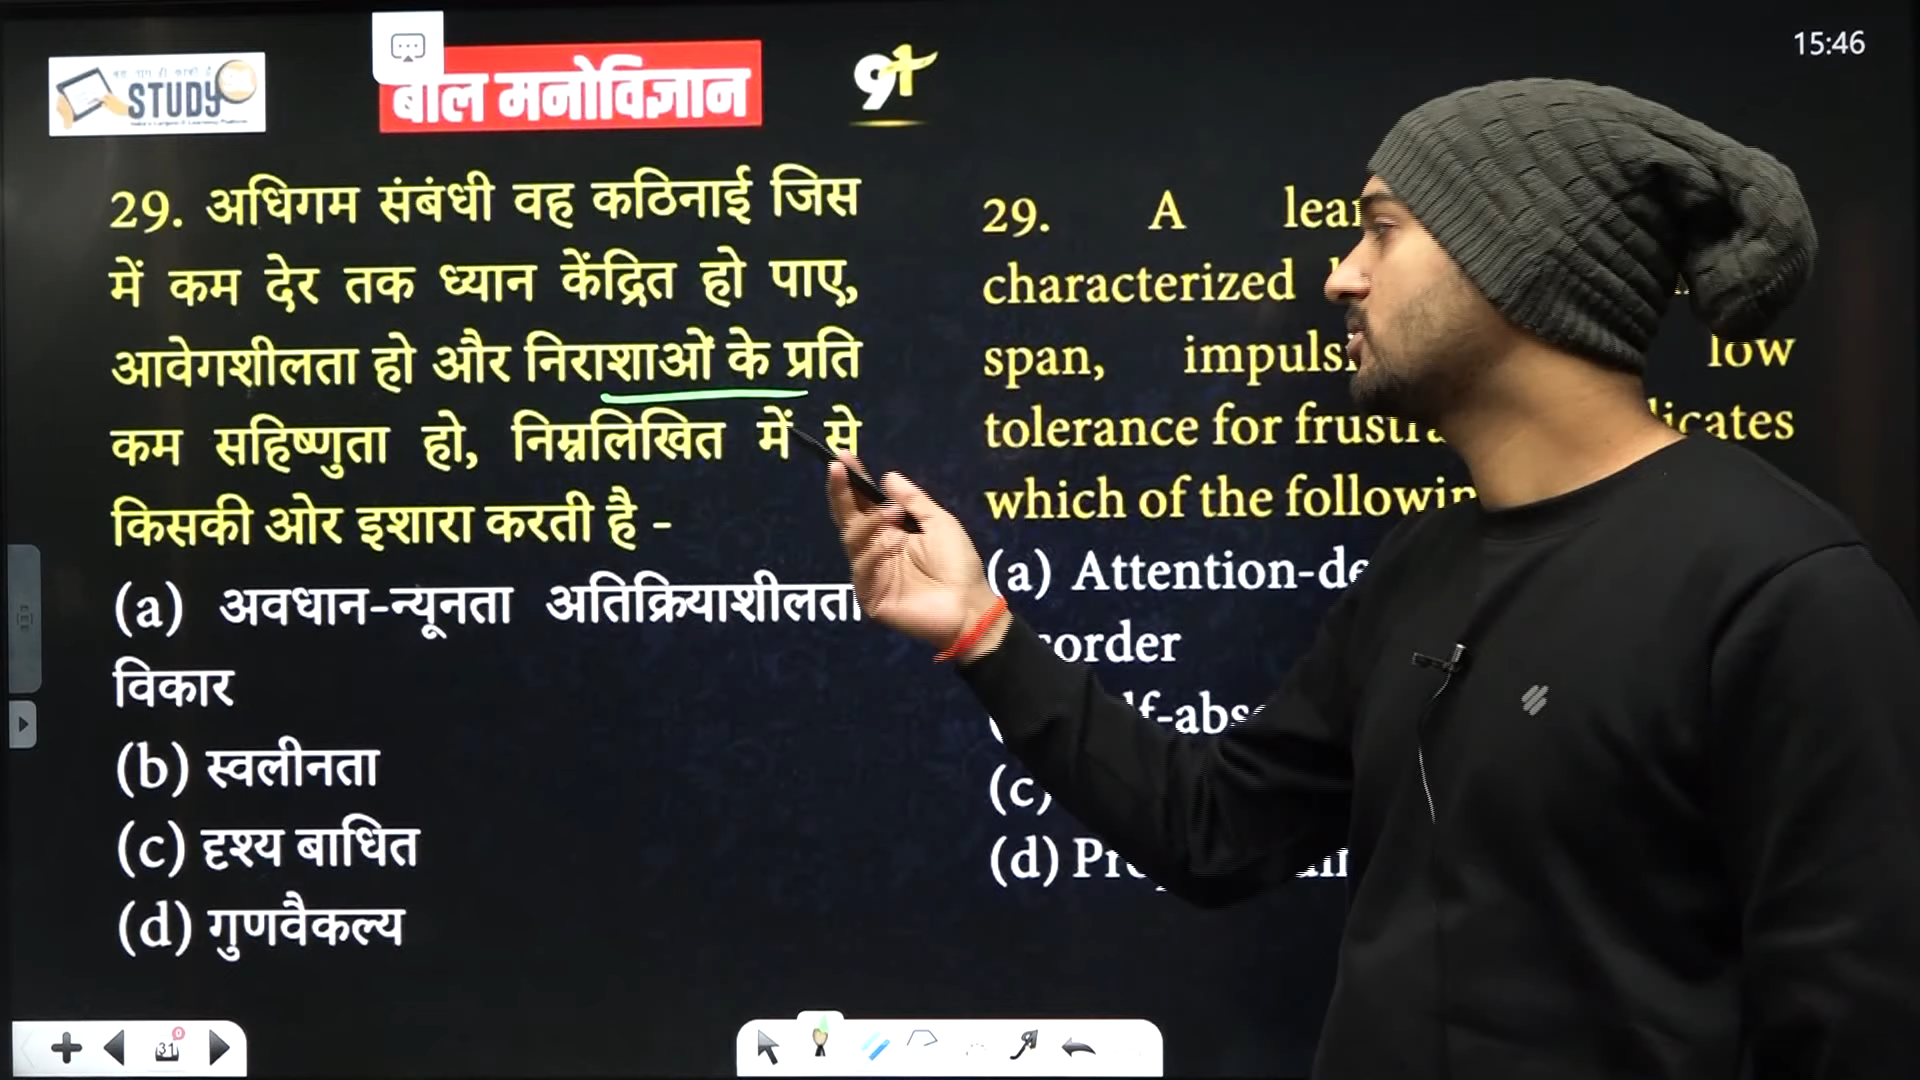 15:46
STUDY
बाल मनोविज्ञान
29. अधिगम संबंधी वह कठिनाई जिस
में कम देर तक ध्यान केंद्रित हो पाए,
आवेगशीलता हो और निराशाओं के प्रति
कम सहिष्णुता हो, निम्नलिखित में से
किसकी ओर इशारा करती है -
(a) अवधान-न्यूनता अतिक्रियाशीलता
विकार
(b) स्वलीनता
(c) दृश्य बाधित
(d) गुणवैकल्य
29. A
characterized
span, low
tolerance for
which of the
(a)
(c)
(d)
31
0